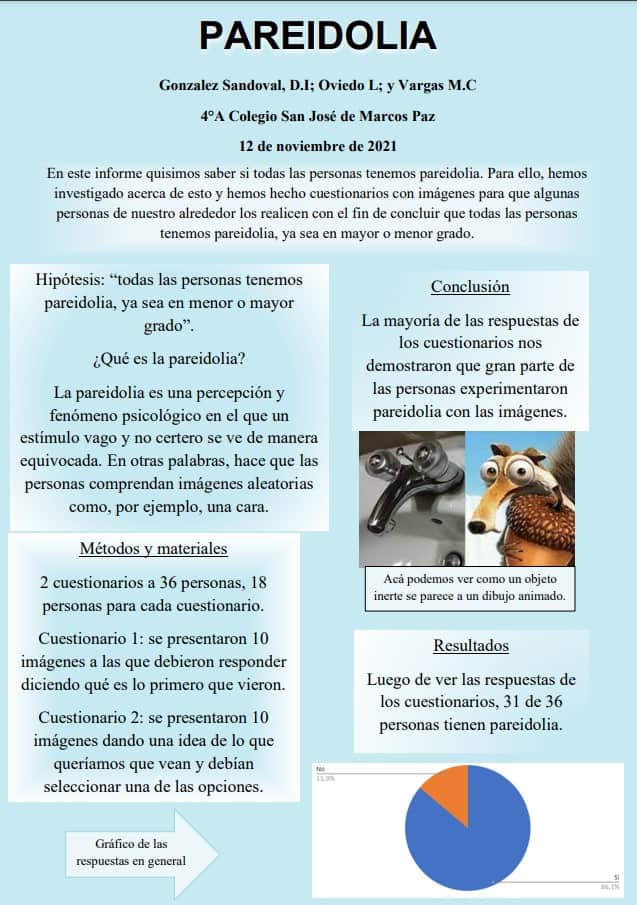 PAREIDOLIA
Gonzalez Sandoval, D.I; Oviedo L; y Vargas M.C
4°A Colegio San José de Marcos Paz
12 de noviembre de 2021
En este informe quisimos saber si todas las personas tenemos pareidolia. Para ello, hemos
investigado acerca de esto y hemos hecho cuestionarios con imágenes para que algunas
personas de nuestro alrededor los realicen con el fin de concluir que todas las personas
tenemos pareidolia, ya sea en mayor o menor grado.
Hipótesis: “todas las personas tenemos
pareidolia, ya sea en menor o mayor
grado”.
¿Qué es la pareidolia?
La pareidolia es una percepción y
fenómeno psicológico en el que un
estímulo vago y no certero se ve de manera
equivocada. En otras palabras, hace que las
personas comprendan imágenes aleatorias
como, por ejemplo, una cara.
Métodos y materiales
2 cuestionarios a 36 personas, 18
personas para cada cuestionario.
Cuestionario 1: se presentaron 10
imágenes a las que debieron responder
diciendo qué es lo primero que vieron.
Cuestionario 2: se presentaron 10
imágenes dando una idea de lo que
queríamos que vean y debían
seleccionar una de las opciones.
Gráfico de las
respuestas en general
Conclusión
La mayoría de las respuestas de
los cuestionarios nos
demostraron que gran parte de
las personas experimentaron
pareidolia con las imágenes.
Acá podemos ver como un objeto
inerte se parece a un dibujo animado.
Resultados
Luego de ver las respuestas de
los cuestionarios, 31 de 36
personas tienen pareidolia.
No
13,9%
Sí
86,1%